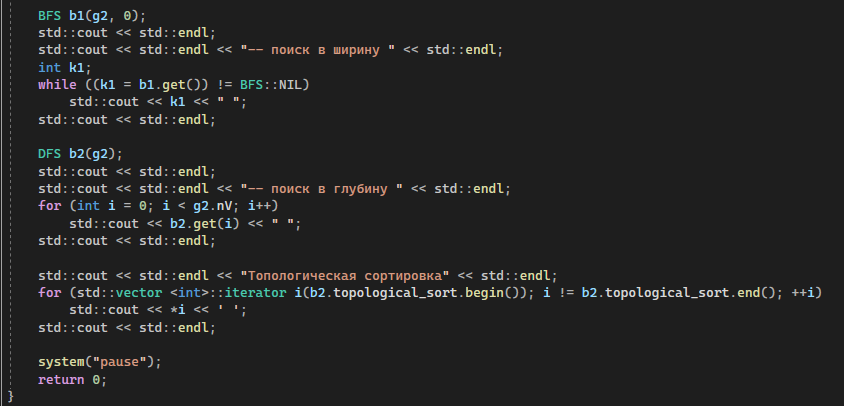 BFS b1(g2, 0);
std::cout << std::endl;
std::cout << std::endl << "-- поиск в ширину " << std::endl;
int k1;
while ((k1 = b1.get()) != BFS::NIL)
std::cout << k1 << " ";
std::cout << std::endl;
DFS b2(g2);
std::cout << std::endl;
std::cout << std::endl << "-- поиск в глубину " << std::endl;
for (int i = 0; i < g2.nV; i++)
std::cout << b2.get(i) << " ";
std::cout << std::endl;
std::cout << std::endl << "Топологическая сортировка" << std::endl;
for (std::vector <int>::iterator i(b2.topological_sort.begin()); i != b2.topological_sort.end(); ++i)
std::cout << *i << ' ';
std::cout << std::endl;
system("pause");
return 0;
}